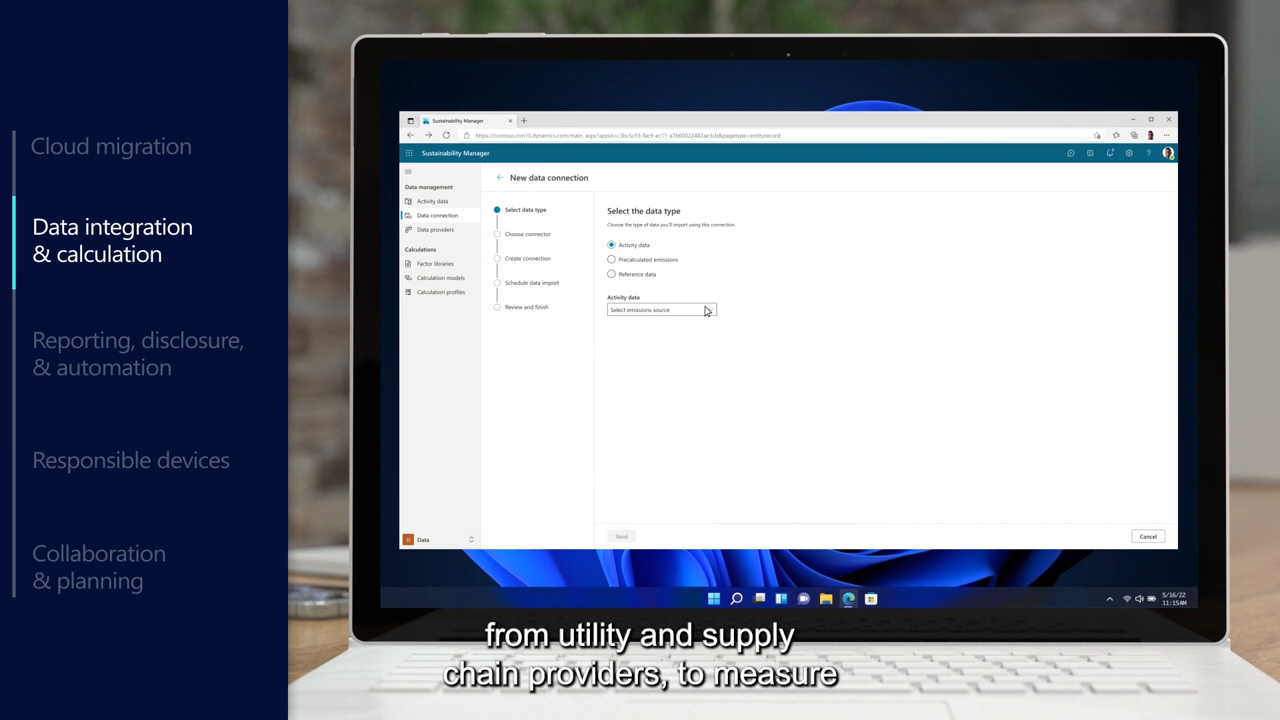 Cloud migration
Data integration
& calculation
Reporting, disclosure,
& automation
Responsible devices
Collaboration
& planning
Sustainability Manager
Sustainability Manager
New data connection
Data management
Activity data
Data connection
Data providers
Calculations
Factor libraries
Calculation models
Calculation profiles
D Data
Select data type
Choose connector
Create connection
Schedule data import
Review and finish
Select the data type
Choose the type of data you'll import using this connection.
Activity data
Precalculated emissions
Reference data
Activity data
Select emissions source
Next
Cancel
5/16/22
11:15AM
from utility and supply
chain providers, to measure